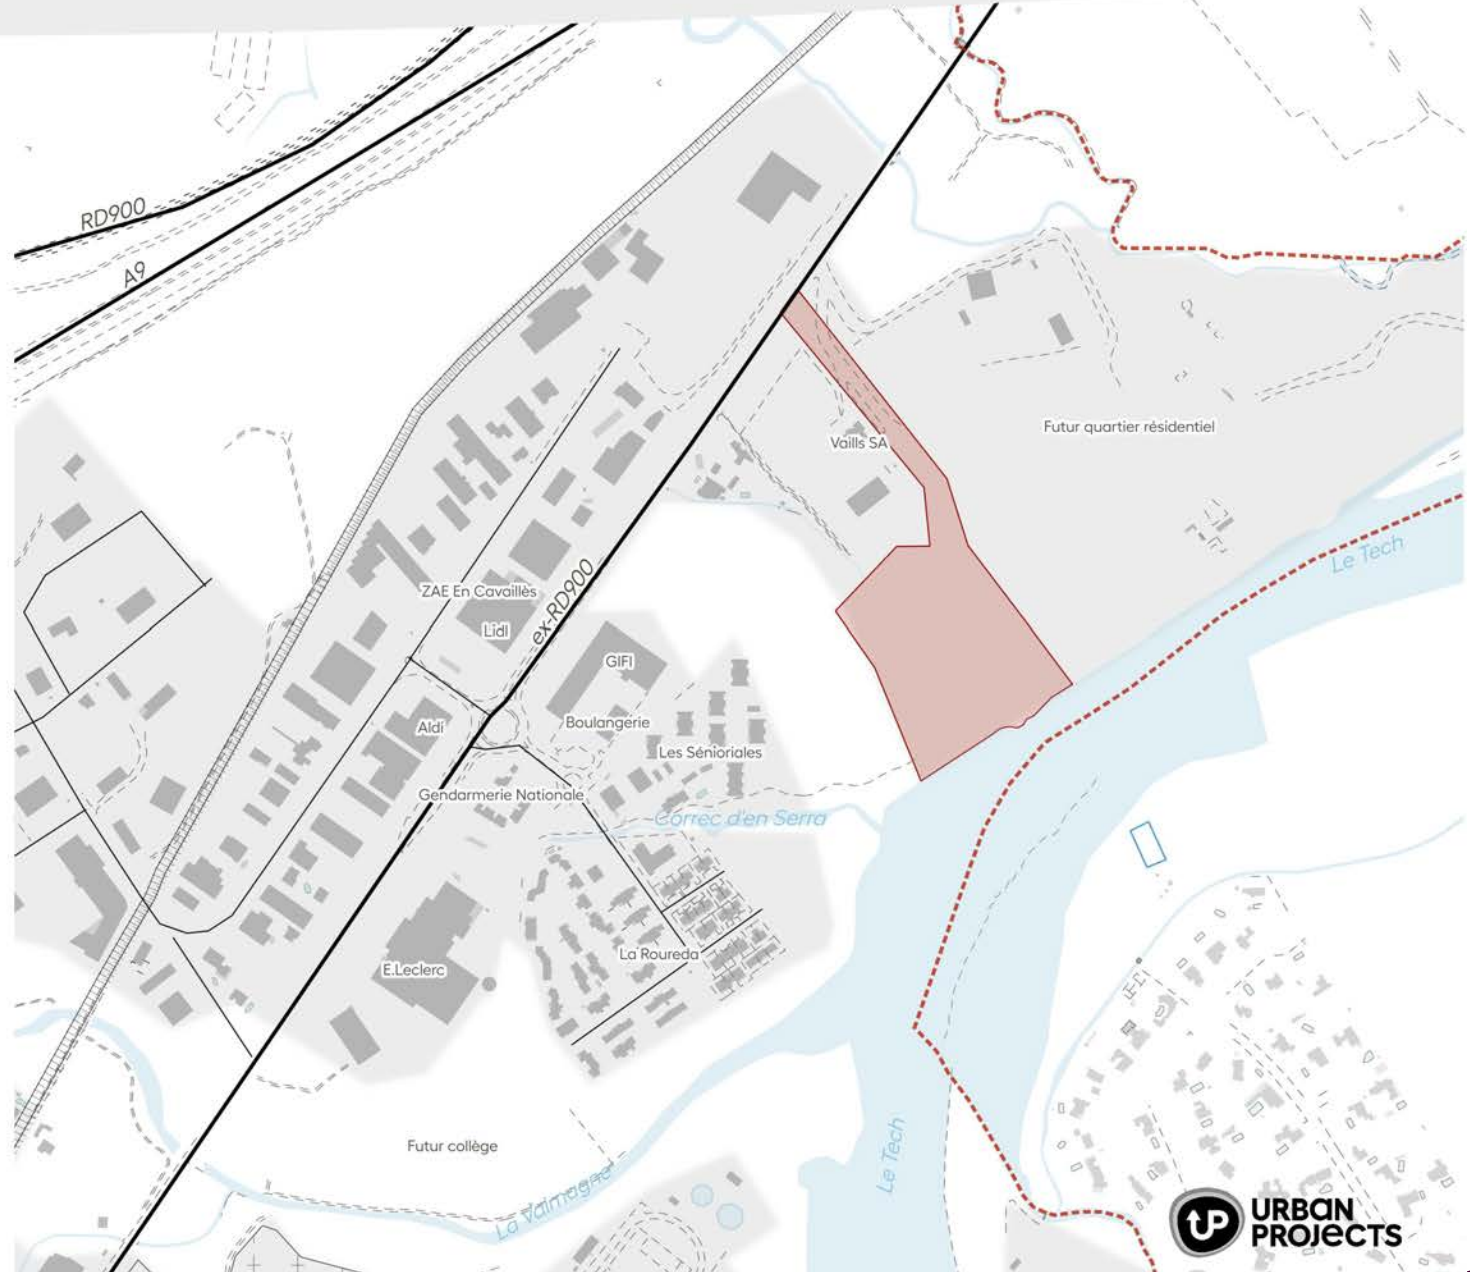 RD900
A9
Vaills SA
Futur quartier résidentiel
Le Tech
ZAE En Cavaillès
Lidl
ex-RD900
GIFI
Aldi
Boulangerie
Les Sénioriales
Gendarmerie Nationale
Correc d'en Serra
La Roureda
E.Leclerc
Futur collège
La Valmagne
Le Tech
UP
URBAN
PROJECTS